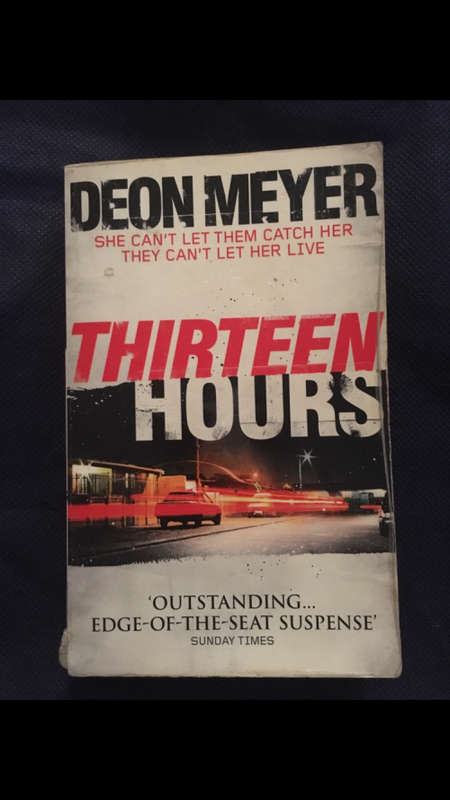 DEON MEYER
SHE CAN'T LET THEM CATCH HER
THEY CAN'T LET HER LIVE
THIRTEEN
HOURS
'OUTSTANDING...
EDGE-OF-THE-SEAT SUSPENSE'
SUNDAY TIMES